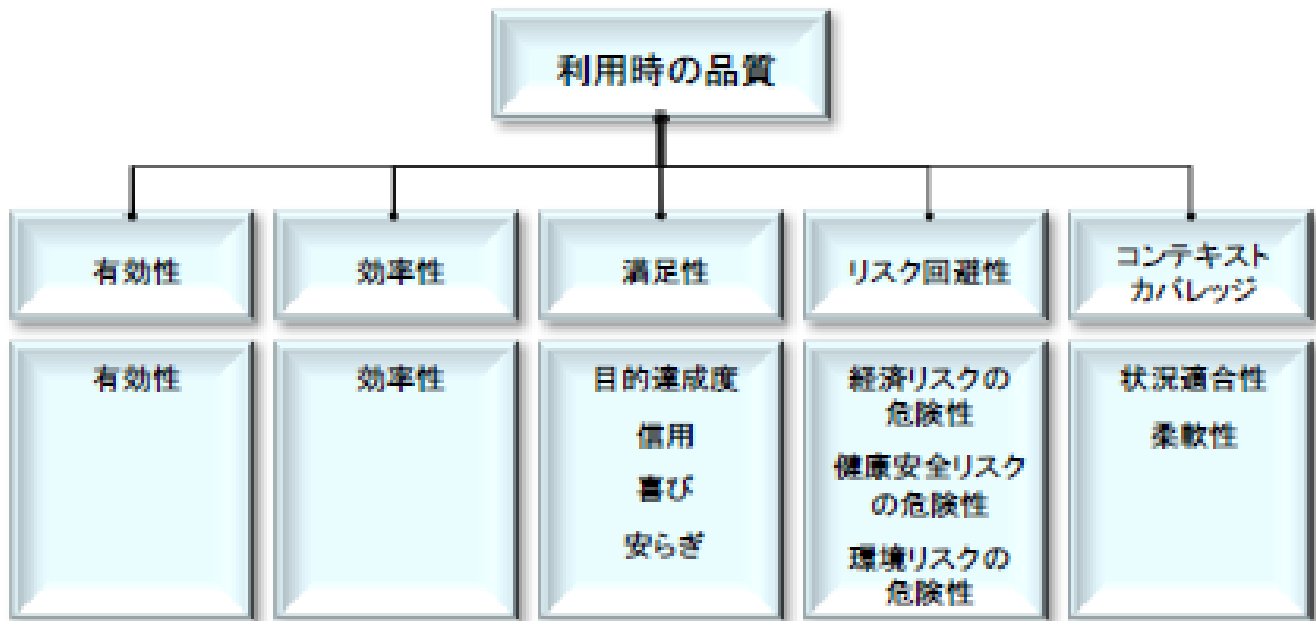 利用時の品質
有効性
効率性
満足性
リスク回避性
コンテキスト
カバレッジ
有効性
効率性
目的達成度
信用
喜び
安らぎ
経済リスクの
危険性
健康安全リスク
の危険性
環境リスクの
危険性
状況適合性
柔軟性